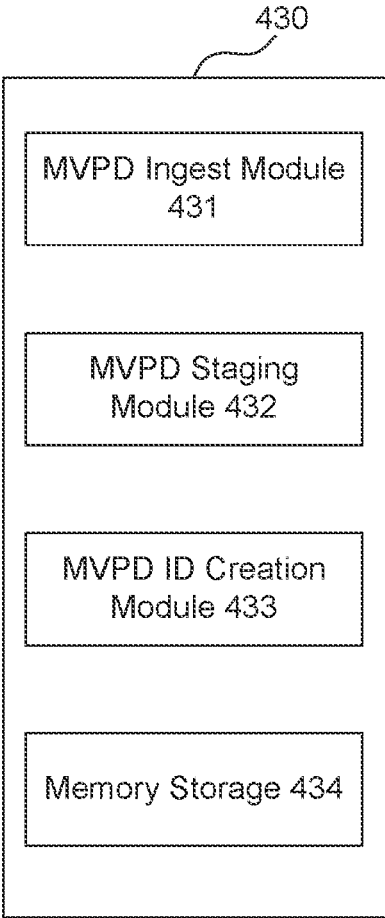 430
MVPD Ingest Module
431
MVPD Staging
Module 432
MVPD ID Creation
Module 433
Memory Storage 434